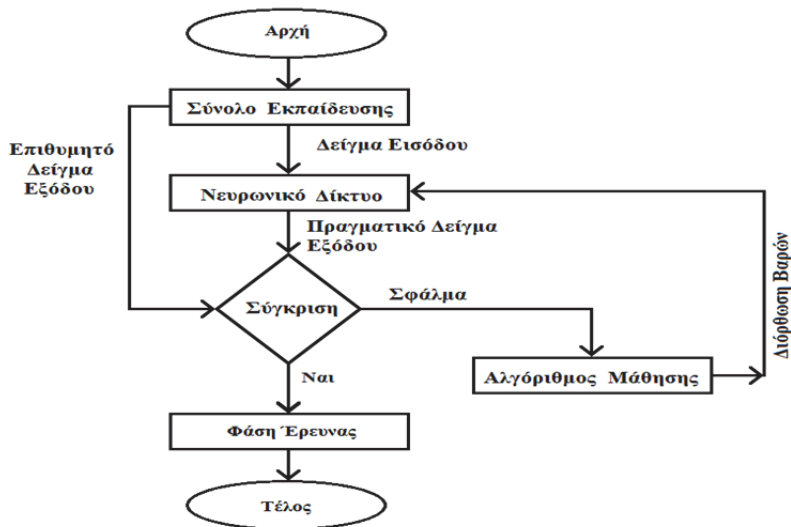 Αρχή
Σύνολο Εκπαίδευσης
Επιθυμητό
Δείγμα
Εξόδου
Δείγμα Εισόδου
Νευρωνικό Δίκτυο
Πραγματικό Δείγμα
Εξόδου
Σύγκριση
Σφάλμα
Διόρθωση Βαρών
Αλγόριθμος Μάθησης
Ναι
Φάση Έρευνας
Τέλος